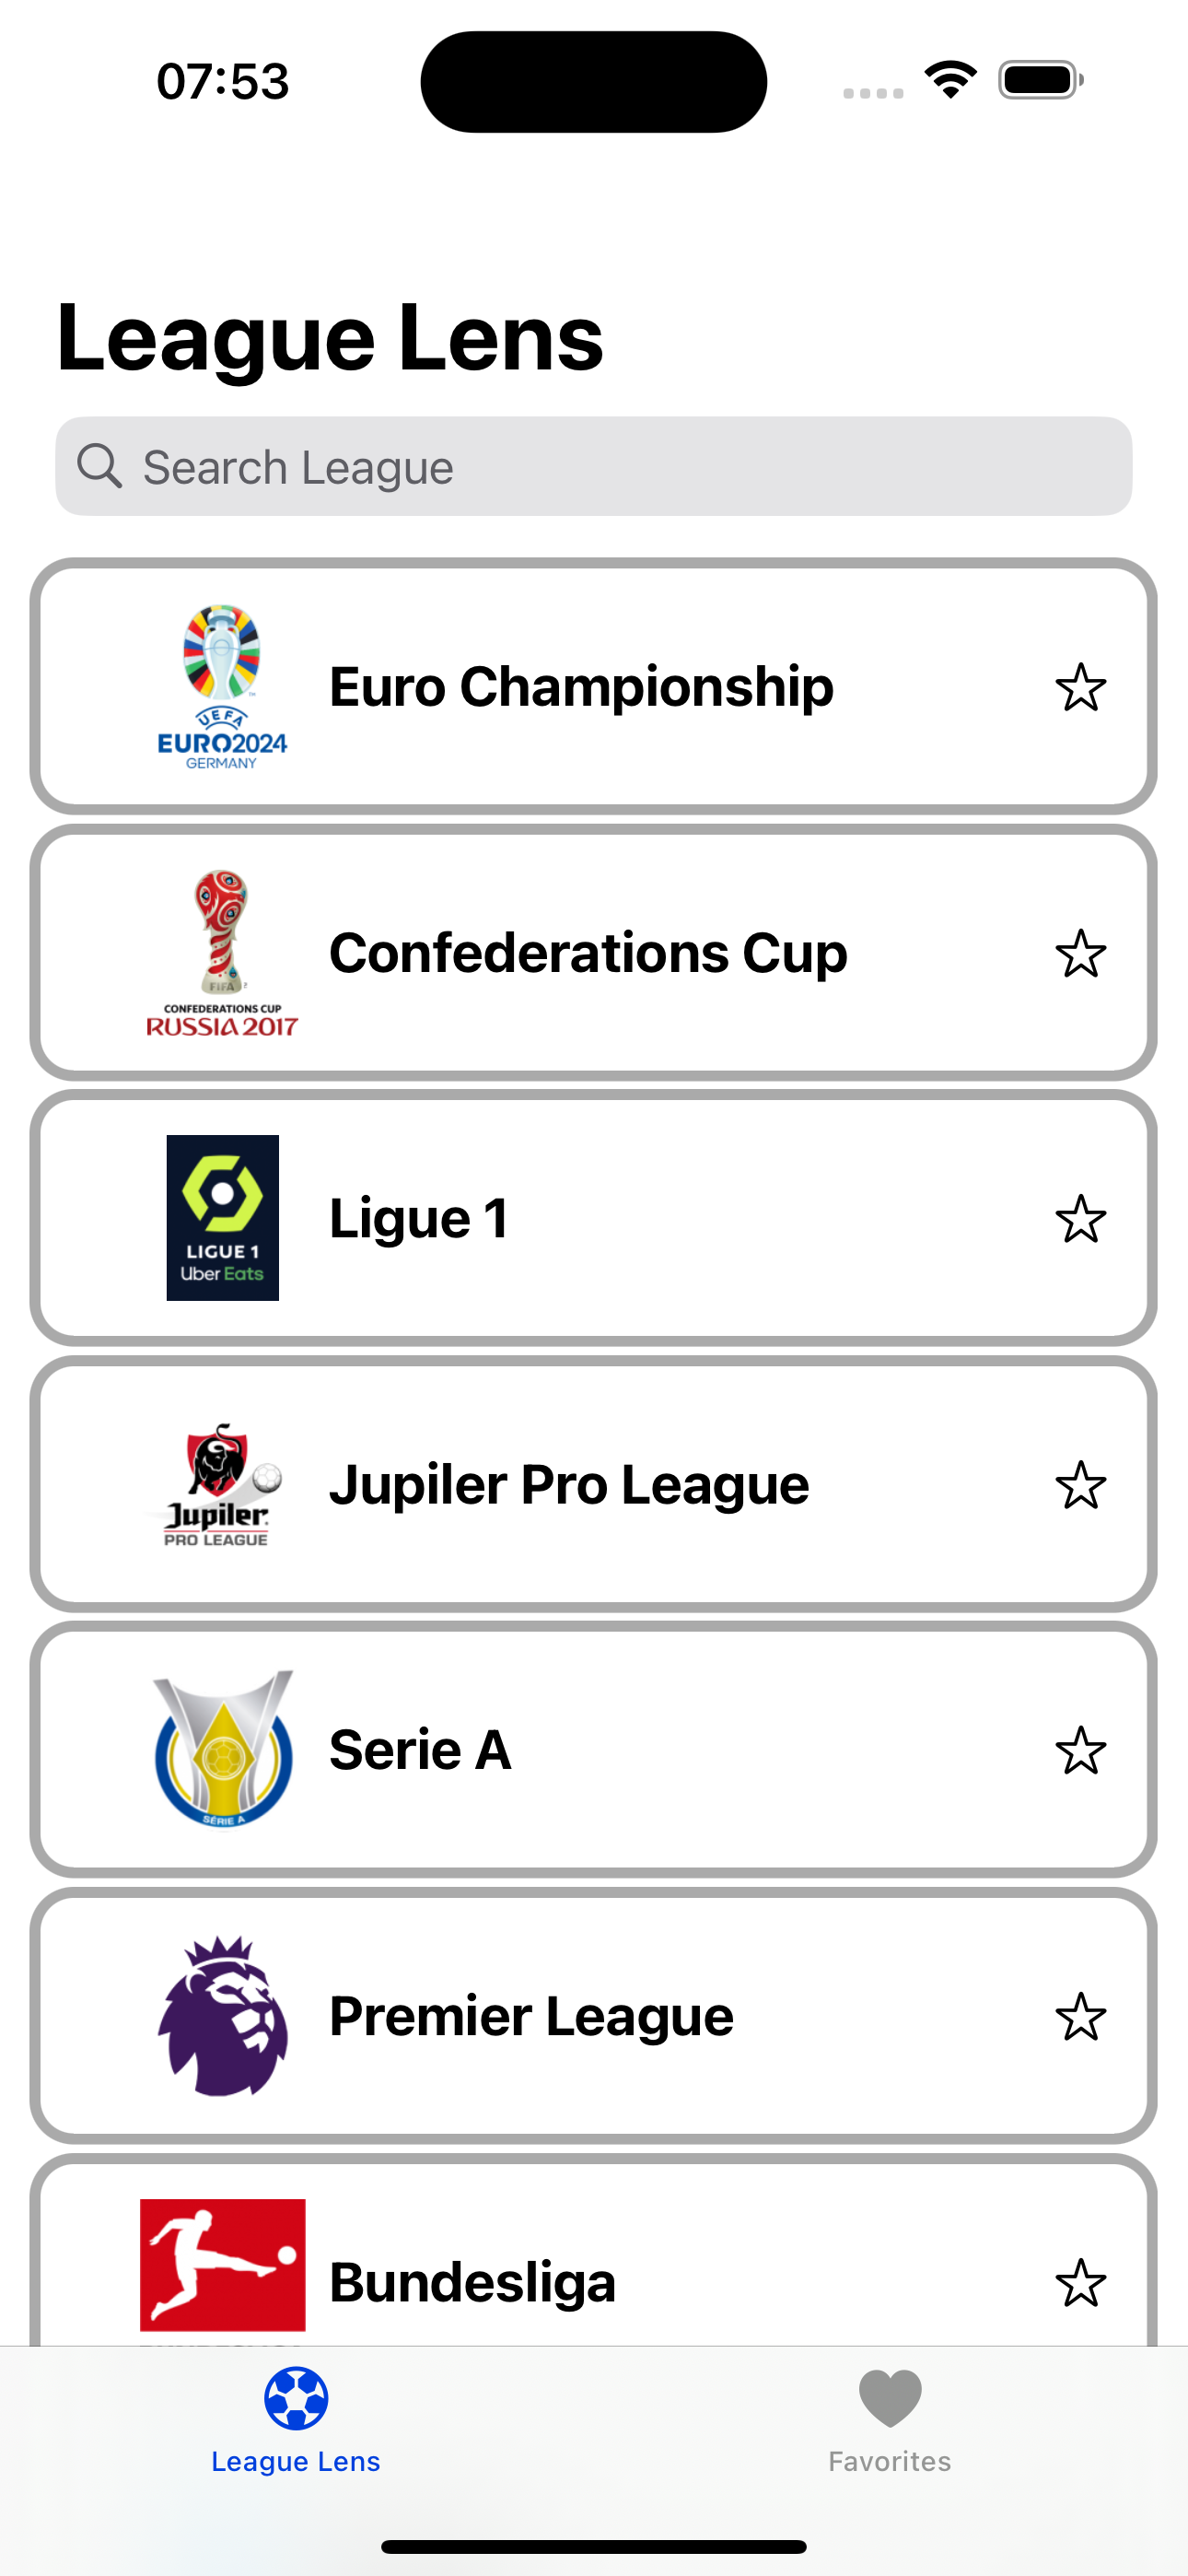 07:53
League Lens
Search League
UEFA
EURO2024
GERMANY
Euro Championship
FIFA
CONFEDERATIONS CUP
RUSSIA 2017
Confederations Cup
LIGUE 1
Uber Eats
Ligue 1
Jupiler
PRO LEAGUE
Jupiler Pro League
SÉRIE A
Serie A
Premier League
Bundesliga
League Lens
Favorites